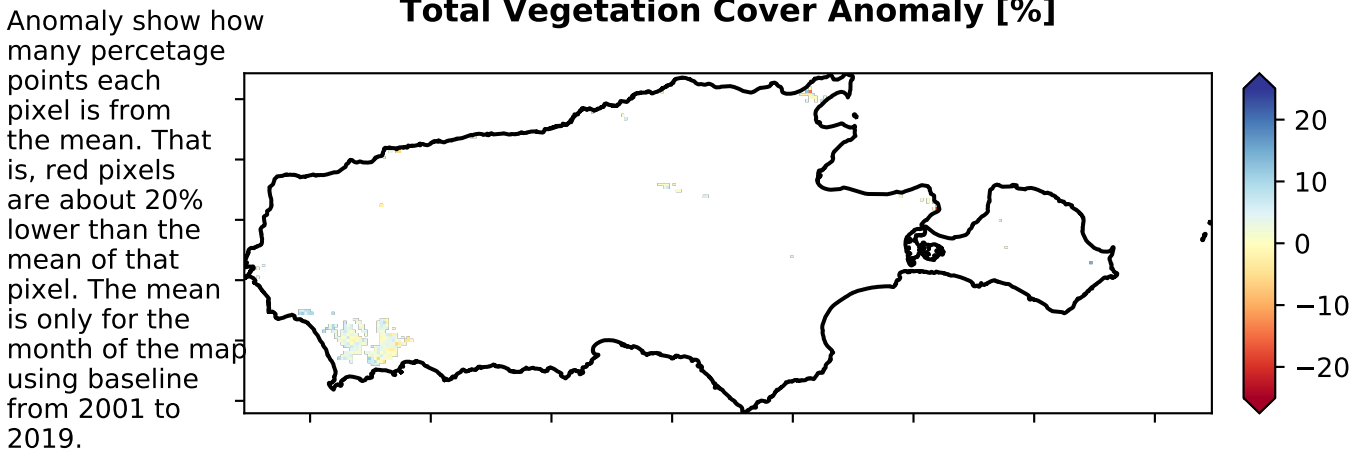 Total Vegetation Cover Anomaly [%]
Anomaly show how
many percetage
points each
pixel is from
the mean. That
is, red pixels
are about 20%
lower than the
mean of that
pixel. The mean
is only for the
month of the map
using baseline
from 2001 to
2019.
20
10
0
−10
−20